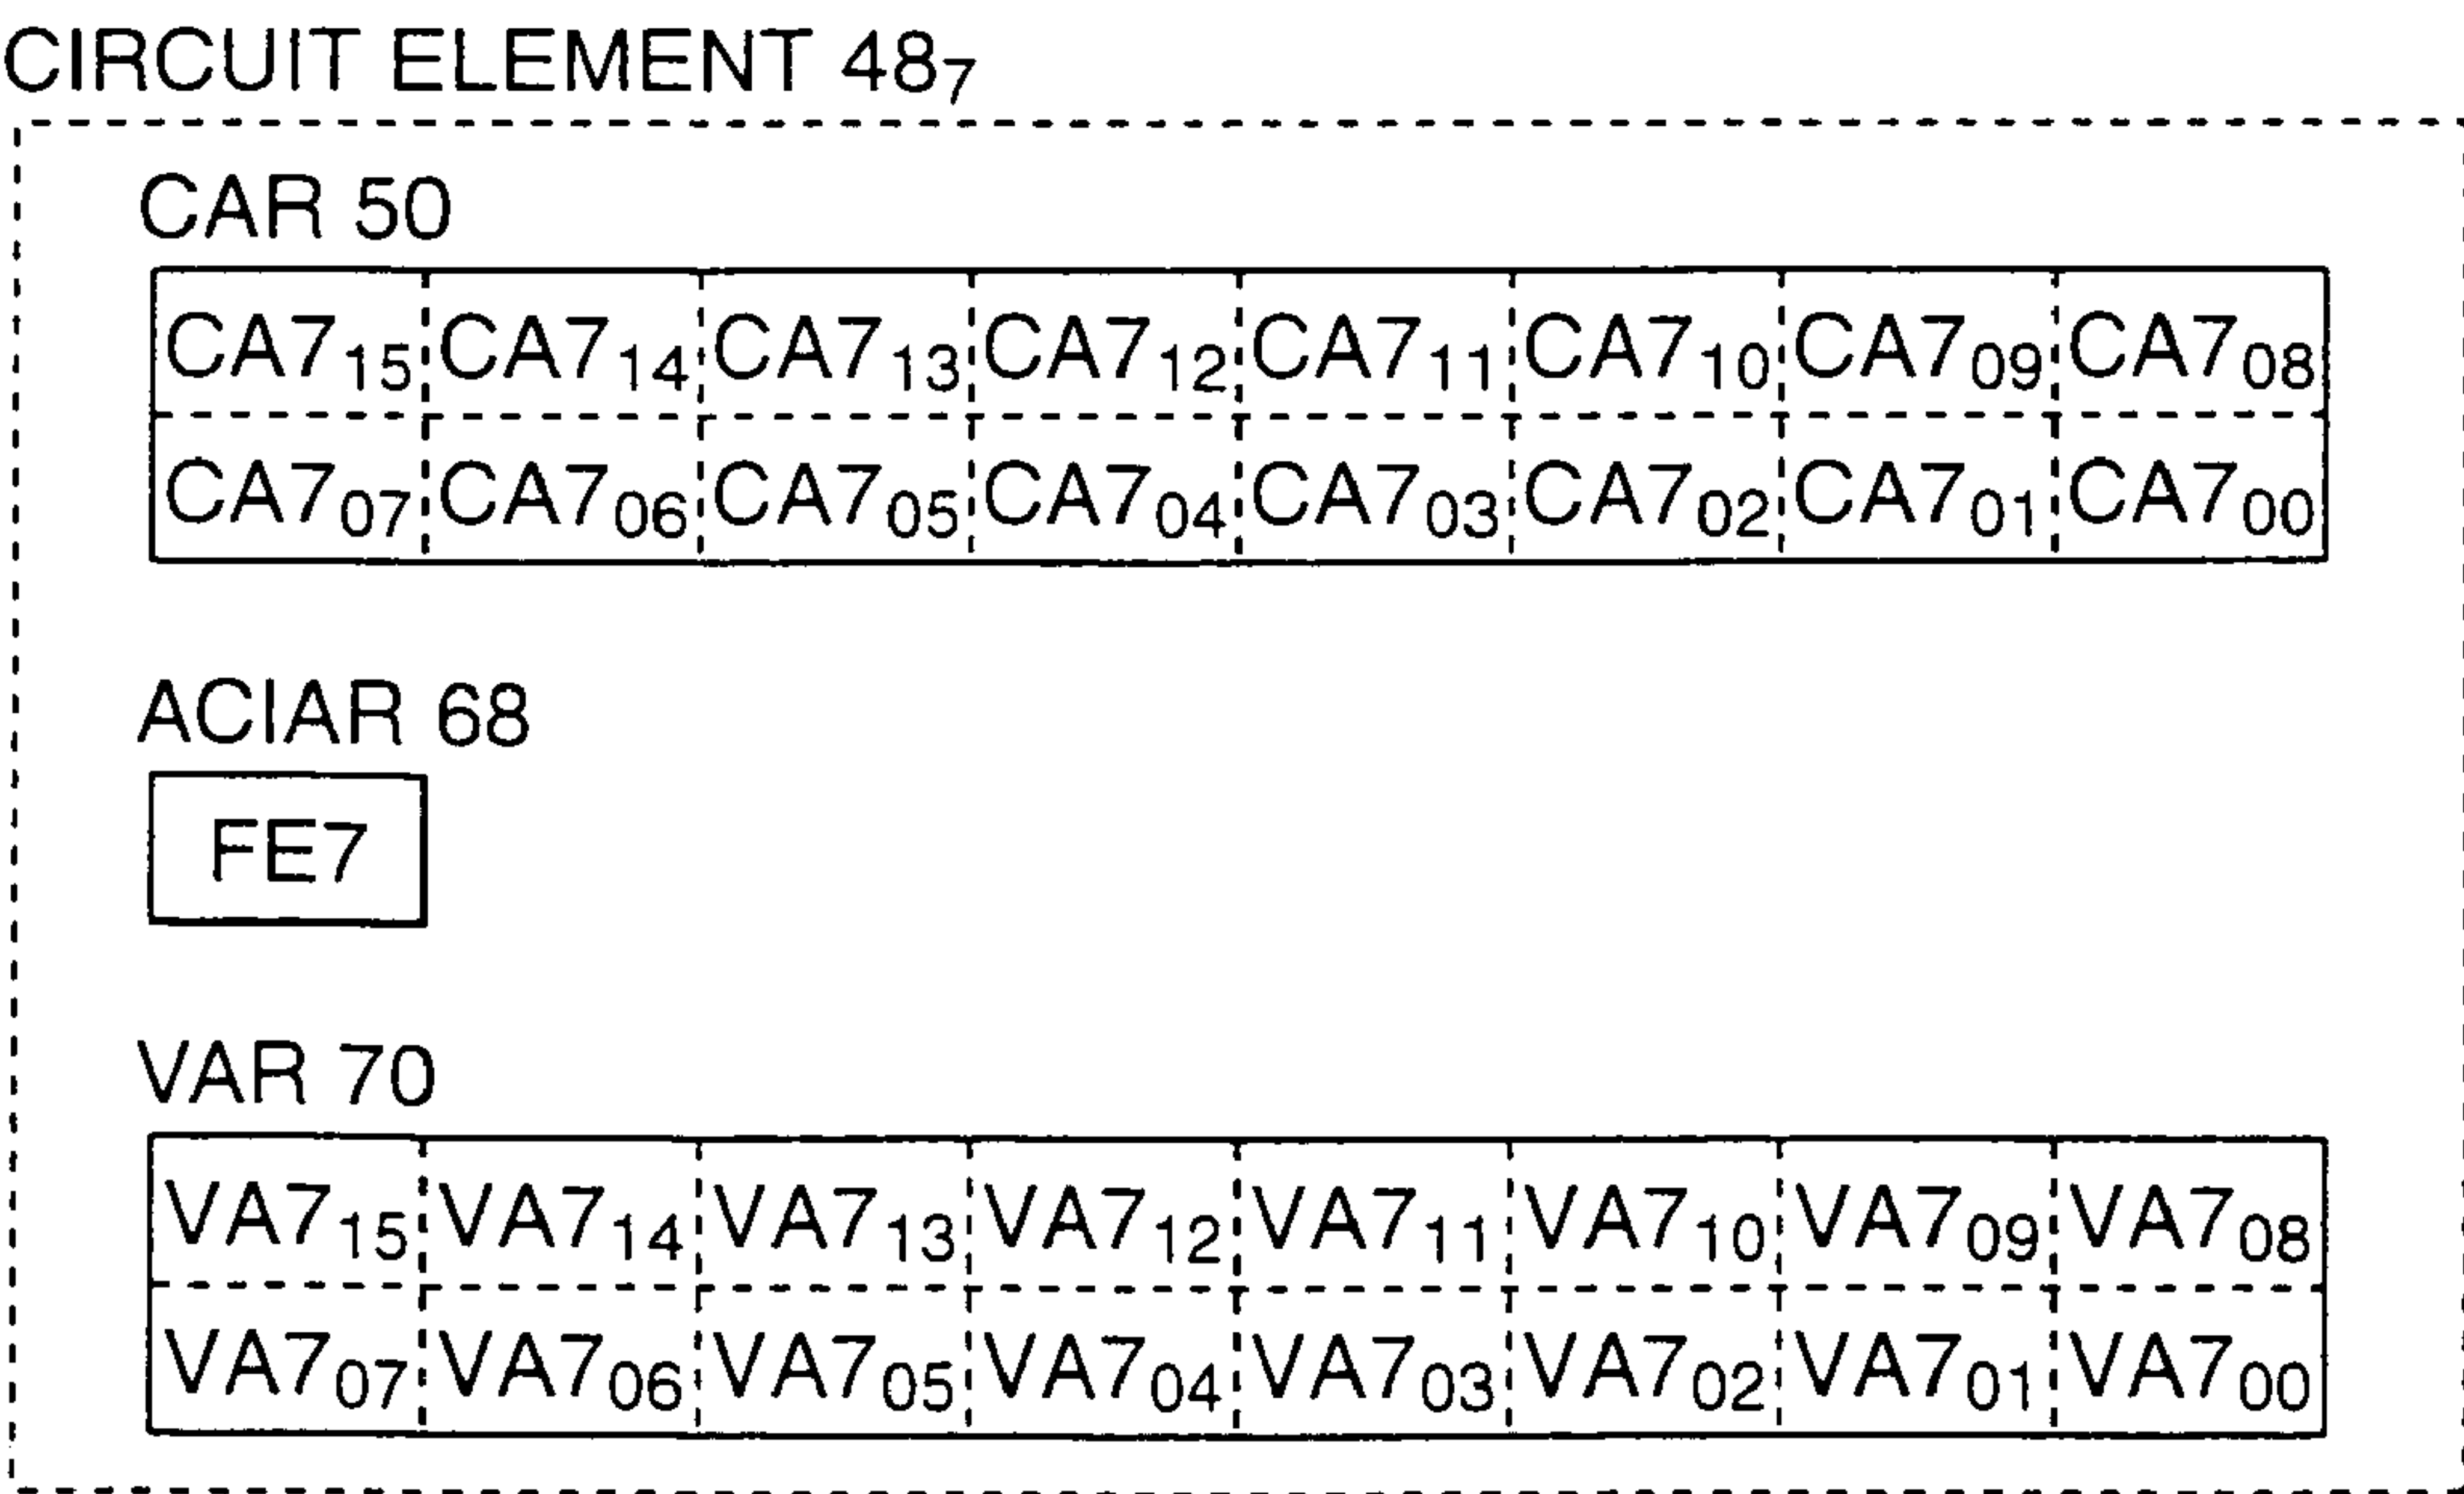 CIRCUIT ELEMENT 48₇
CAR 50
CA7₁₅ CA7₁₄ CA7₁₃ CA7₁₂ CA7₁₁ CA7₁₀ CA7₀₉ CA7₀₈
CA7₀₇ CA7₀₆ CA7₀₅ CA7₀₄ CA7₀₃ CA7₀₂ CA7₀₁ CA7₀₀
ACIAR 68
FE7
VAR 70
VA7₁₅ VA7₁₄ VA7₁₃ VA7₁₂ VA7₁₁ VA7₁₀ VA7₀₉ VA7₀₈
VA7₀₇ VA7₀₆ VA7₀₅ VA7₀₄ VA7₀₃ VA7₀₂ VA7₀₁ VA7₀₀